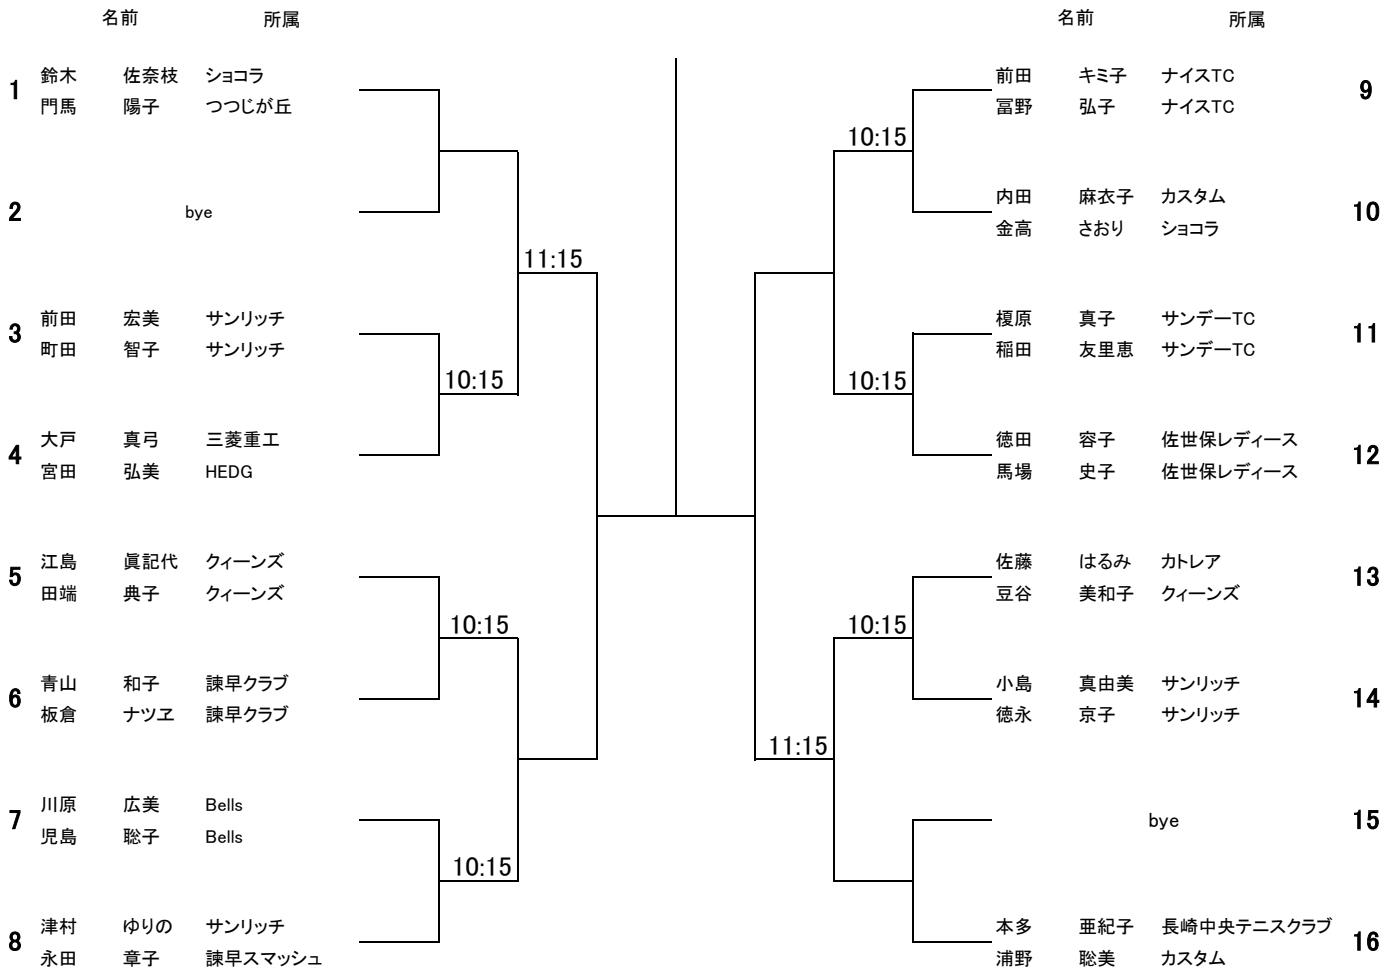 名前 所属
1
鈴木 佐奈枝 ショコラ
門馬 陽子 つつじが丘
2 bye
11:15
3
前田 宏美 サンリッチ
町田 智子 サンリッチ
10:15
4
大戸 真弓 三菱重工
宮田 弘美 HEDG
5
江島 眞記代 クィーンズ
田端 典子 クィーンズ
10:15
6
青山 和子 諫早クラブ
板倉 ナツヱ 諫早クラブ
7
川原 広美 Bells
児島 聡子 Bells
10:15
8
津村 ゆりの サンリッチ
永田 章子 諫早スマッシュ
名前 所属
前田 キミ子 ナイスTC
冨野 弘子 ナイスTC
9
10:15
内田 麻衣子 カスタム
金高 さおり ショコラ
10
榎原 真子 サンデーTC
稲田 友里恵 サンデーTC
11
10:15
徳田 容子 佐世保レディース
馬場 史子 佐世保レディース
12
佐藤 はるみ カトレア
豆谷 美和子 クィーンズ
13
10:15
小島 真由美 サンリッチ
徳永 京子 サンリッチ
14
11:15
bye 15
本多 亜紀子 長崎中央テニスクラブ
浦野 聡美 カスタム
16